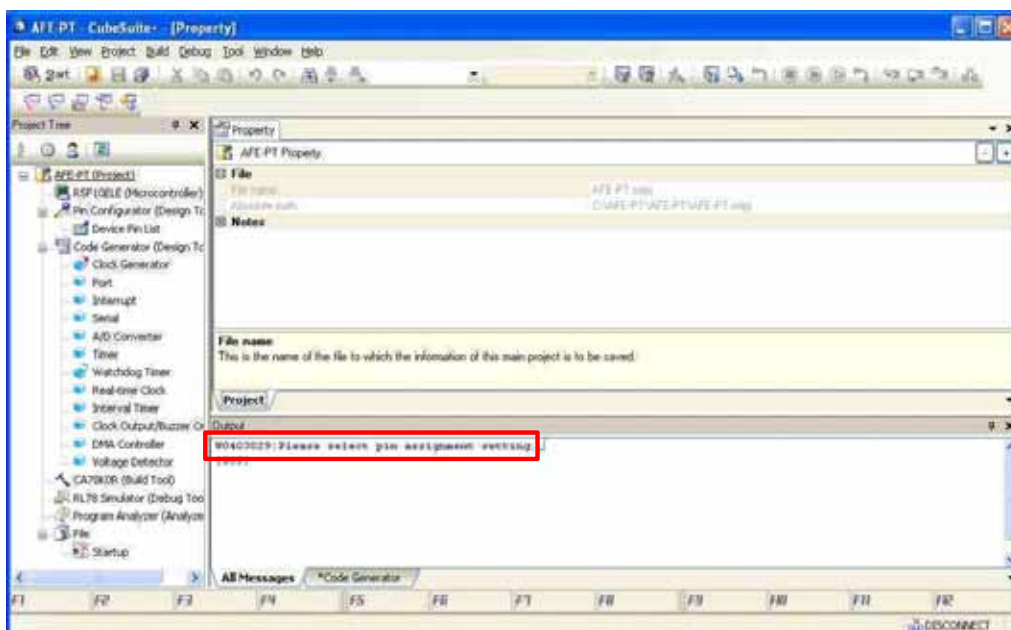 AFE-PT - CubeSuite+ - [Property]
File Edit View Project Build Debug Tool Window Help
Start
Project Tree
Property
AFE-PT Property
AFE-PT (Project)
(Microcontroller)
Pin Configurator (Design To
Device Pin List
Code Generator (Design To
Clock Generator
Port
Interrupt
Serial
A/D Converter
Timer
Watchdog Timer
Real-time Clock
Interval Timer
Clock Output/Buzzer O
DMA Controller
Voltage Detector
CA78K0R (Build Tool)
RL78 Simulator (Debug Too
Program Analyzer (Analyze
File
Startup
File
File name
Absolute path
Notes
File name
This is the name of the file to which the information of this main project is to be saved.
Project
Output
W0403029:Please select pin assignment setting.
[EOF]
All Messages *Code Generator
F1 F2 F3 F4 F5 F6 F7 F8 F9 F10 F11 F12
DISCONNECT